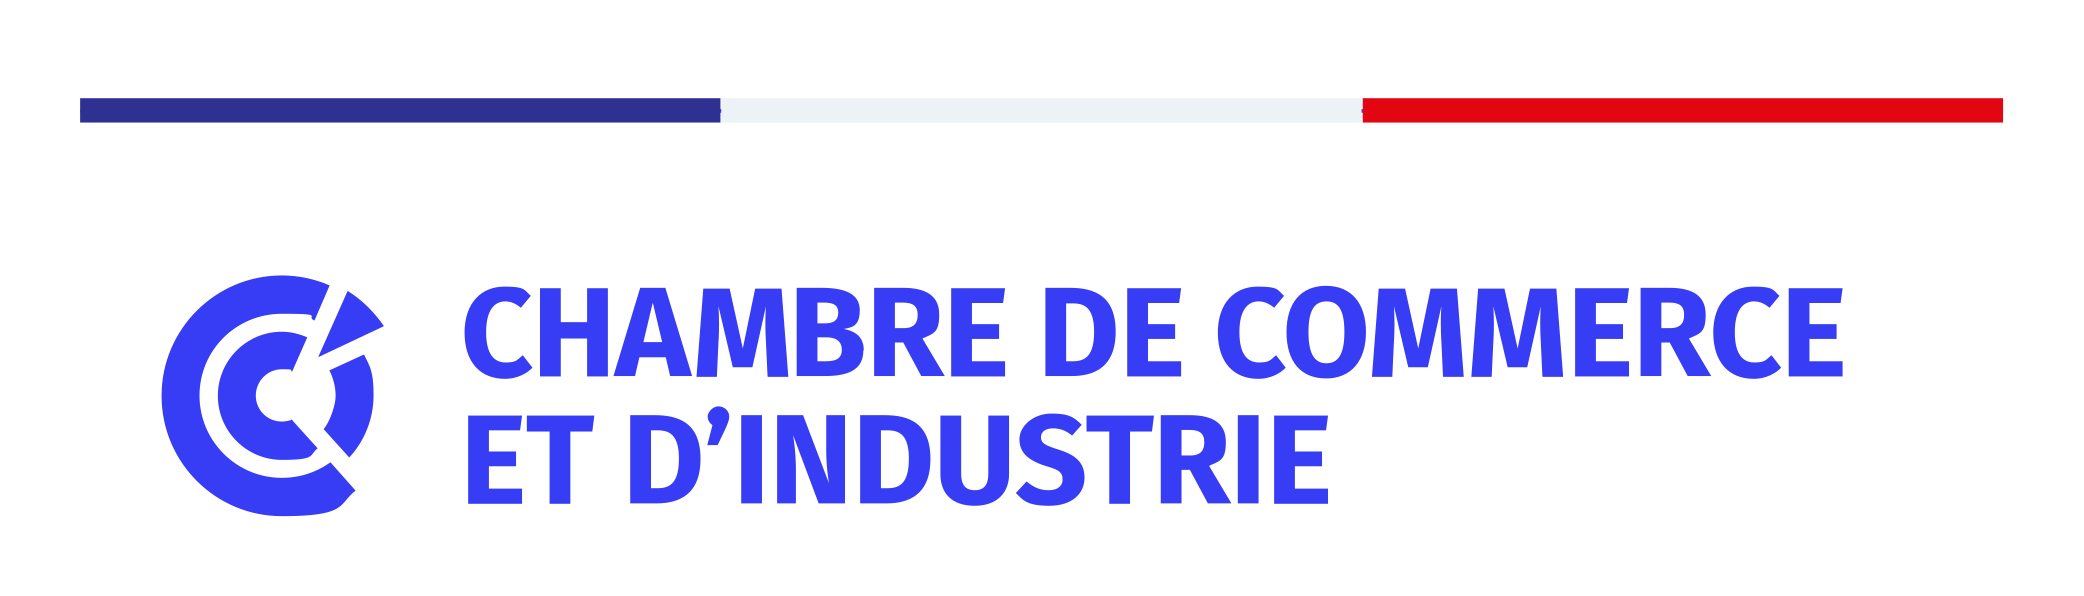 CHAMBRE DE COMMERCE
ET D’INDUSTRIE